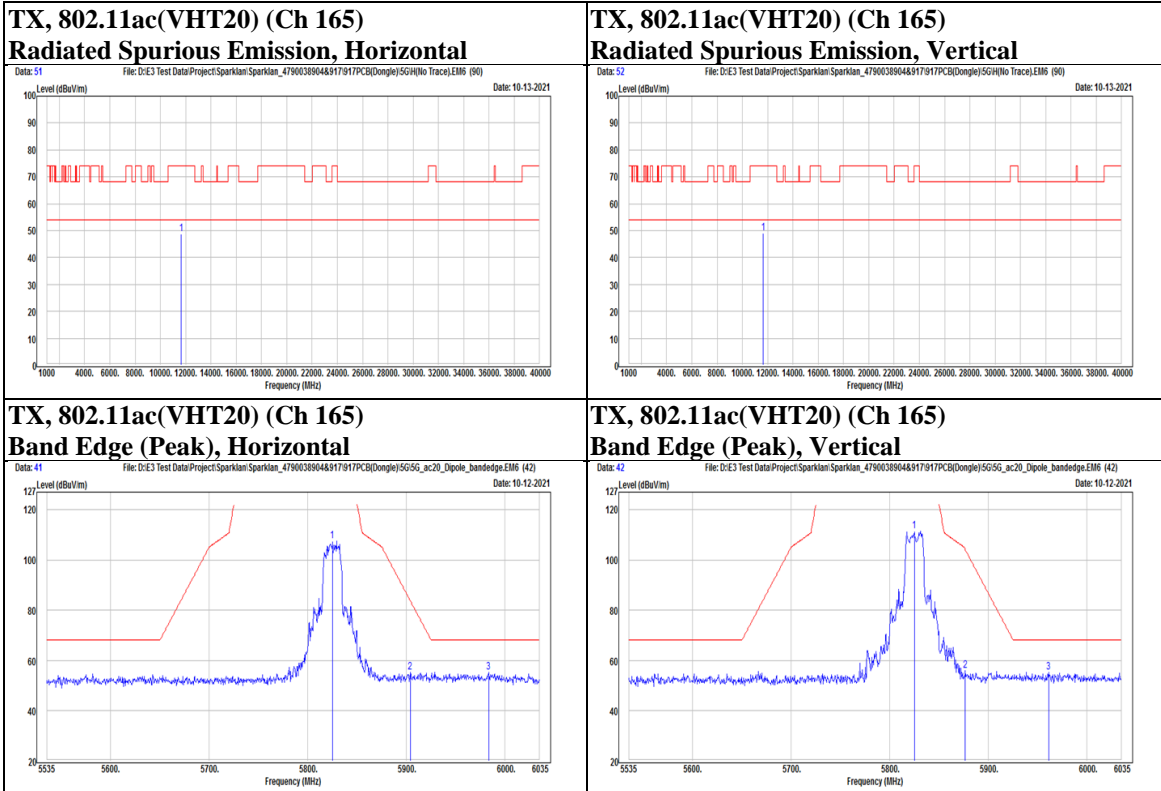 TX, 802.11ac(VHT20) (Ch 165)
Radiated Spurious Emission, Horizontal
Data: 51 File: D:\E3 Test Data\Project\Sparklan\Sparklan_4790038904&917\917PCB(Dongle)\5G\H(No Trace).EM6 (90)
Level (dBuV/m) Date: 10-13-2021
100
90
80
70
60
50
40
30
20
10
0
1
1000 4000. 6000. 8000. 10000. 12000. 14000. 16000. 18000. 20000. 22000. 24000. 26000. 28000. 30000. 32000. 34000. 36000. 38000. 40000
Frequency (MHz)
TX, 802.11ac(VHT20) (Ch 165)
Radiated Spurious Emission, Vertical
Data: 52 File: D:\E3 Test Data\Project\Sparklan\Sparklan_4790038904&917\917PCB(Dongle)\5G\H(No Trace).EM6 (90)
Level (dBuV/m) Date: 10-13-2021
100
90
80
70
60
50
40
30
20
10
0
1
1000 4000. 6000. 8000. 10000. 12000. 14000. 16000. 18000. 20000. 22000. 24000. 26000. 28000. 30000. 32000. 34000. 36000. 38000. 40000
Frequency (MHz)
TX, 802.11ac(VHT20) (Ch 165)
Band Edge (Peak), Horizontal
Data: 41 File: D:\E3 Test Data\Project\Sparklan\Sparklan_4790038904&917\917PCB(Dongle)\5G\5G_ac20_Dipole_bandedge.EM6 (42)
127 Level (dBuV/m) Date: 10-12-2021
120
100
80
60
40
20
1
2
3
5535 5600. 5700. 5800. 5900. 6000. 6035
Frequency (MHz)
TX, 802.11ac(VHT20) (Ch 165)
Band Edge (Peak), Vertical
Data: 42 File: D:\E3 Test Data\Project\Sparklan\Sparklan_4790038904&917\917PCB(Dongle)\5G\5G_ac20_Dipole_bandedge.EM6 (42)
127 Level (dBuV/m) Date: 10-12-2021
120
100
80
60
40
20
1
2
3
5535 5600. 5700. 5800. 5900. 6000. 6035
Frequency (MHz)